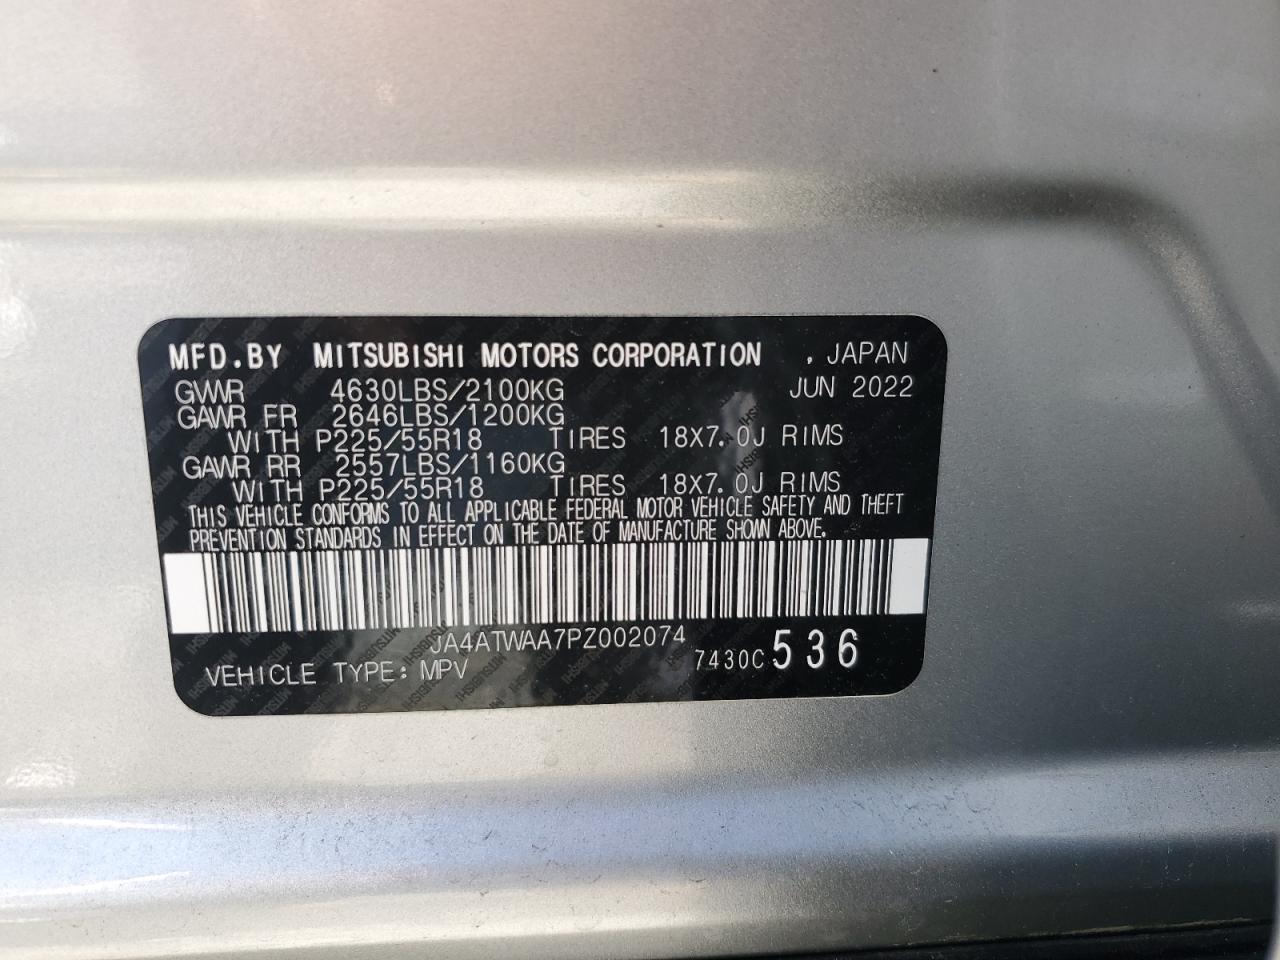 MFD.BY MITSUBISHI MOTORS CORPORATION , JAPAN
GVWR 4630LBS/2100KG JUN 2022
GAWR FR 2646LBS/1200KG
WITH P225/55R18 TIRES 18X7.0J RIMS
GAWR RR 2557LBS/1160KG
WITH P225/55R18 TIRES 18X7.0J RIMS
THIS VEHICLE CONFORMS TO ALL APPLICABLE FEDERAL MOTOR VEHICLE SAFETY AND THEFT
PREVENTION STANDARDS IN EFFECT ON THE DATE OF MANUFACTURE SHOWN ABOVE.
JA4ATWAA7PZ002074
VEHICLE TYPE: MPV 7430C 536